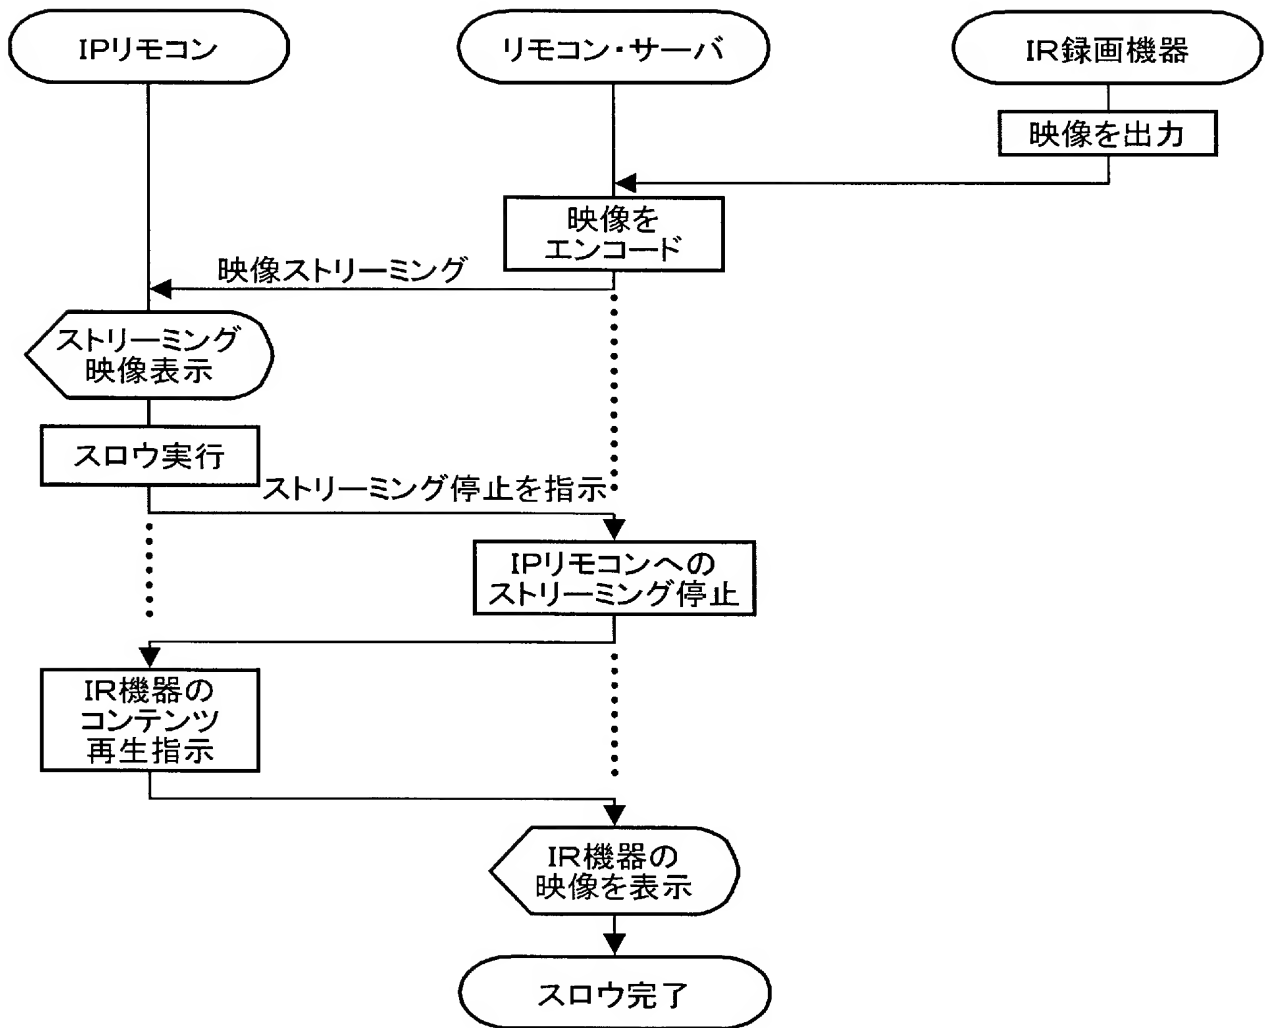 IPリモコン
リモコン・サーバ
IR録画機器
映像を出力
映像を
エンコード
映像ストリーミング
ストリーミング
映像表示
スロウ実行
ストリーミング停止を指示
IPリモコンへの
ストリーミング停止
IR機器の
コンテンツ
再生指示
IR機器の
映像を表示
スロウ完了